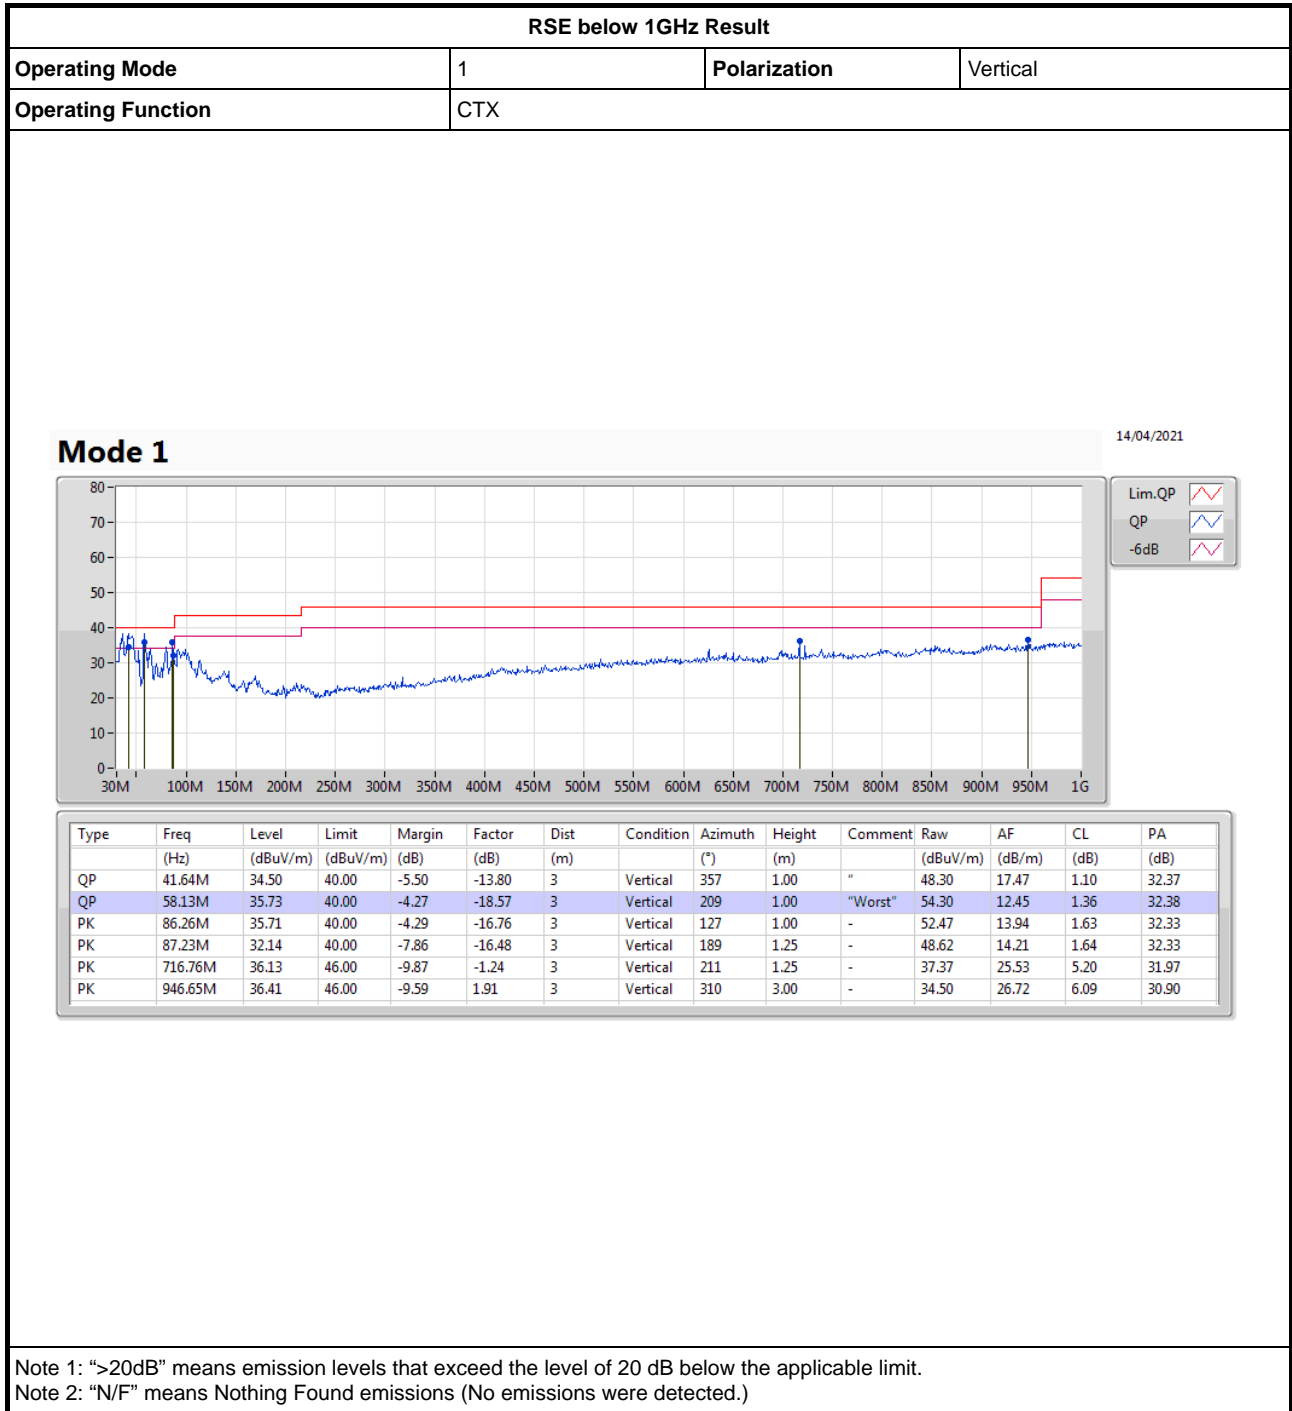 RSE below 1GHz Result
Operating Mode 1 Polarization Vertical
Operating Function CTX
Mode 1
14/04/2021
Lim.QP
QP
-6dB
80
70
60
50
40
30
20
10
0
30M 100M 150M 200M 250M 300M 350M 400M 450M 500M 550M 600M 650M 700M 750M 800M 850M 900M 950M 1G
Type Freq Level Limit Margin Factor Dist Condition Azimuth Height Comment Raw AF CL PA
(Hz) (dBuV/m) (dBuV/m) (dB) (dB) (m) (°) (m) (dBuV/m) (dB/m) (dB) (dB)
QP 41.64M 34.50 40.00 -5.50 -13.80 3 Vertical 357 1.00 " 48.30 17.47 1.10 32.37
QP 58.13M 35.73 40.00 -4.27 -18.57 3 Vertical 209 1.00 "Worst" 54.30 12.45 1.36 32.38
PK 86.26M 35.71 40.00 -4.29 -16.76 3 Vertical 127 1.00 - 52.47 13.94 1.63 32.33
PK 87.23M 32.14 40.00 -7.86 -16.48 3 Vertical 189 1.25 - 48.62 14.21 1.64 32.33
PK 716.76M 36.13 46.00 -9.87 -1.24 3 Vertical 211 1.25 - 37.37 25.53 5.20 31.97
PK 946.65M 36.41 46.00 -9.59 1.91 3 Vertical 310 3.00 - 34.50 26.72 6.09 30.90
Note 1: “>20dB” means emission levels that exceed the level of 20 dB below the applicable limit.
Note 2: “N/F” means Nothing Found emissions (No emissions were detected.)